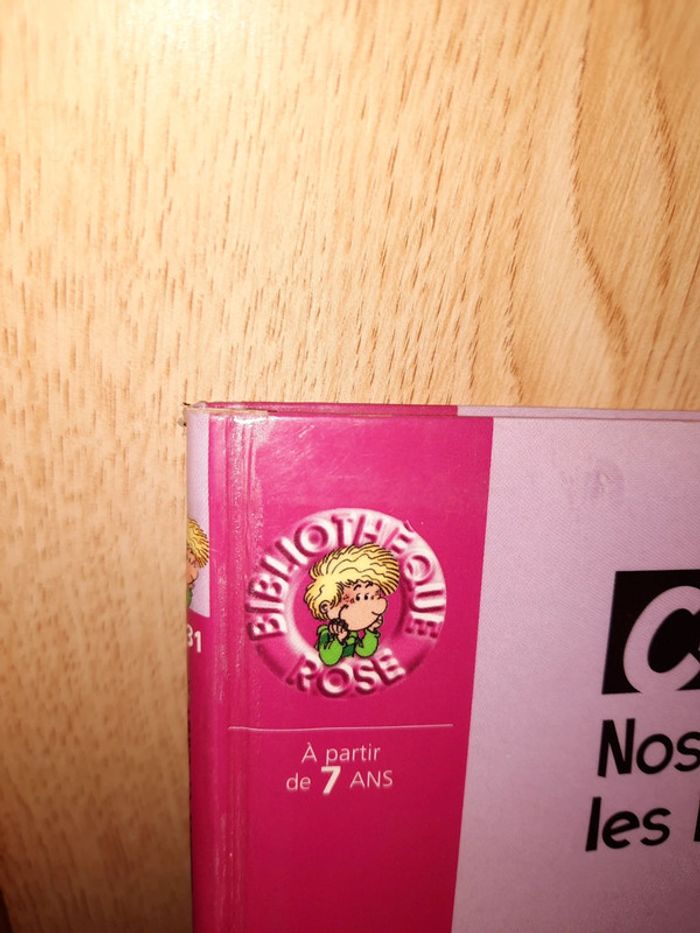 BIBLIOTHÈQUE
ROSE
À partir
de 7 ANS
Nos
les